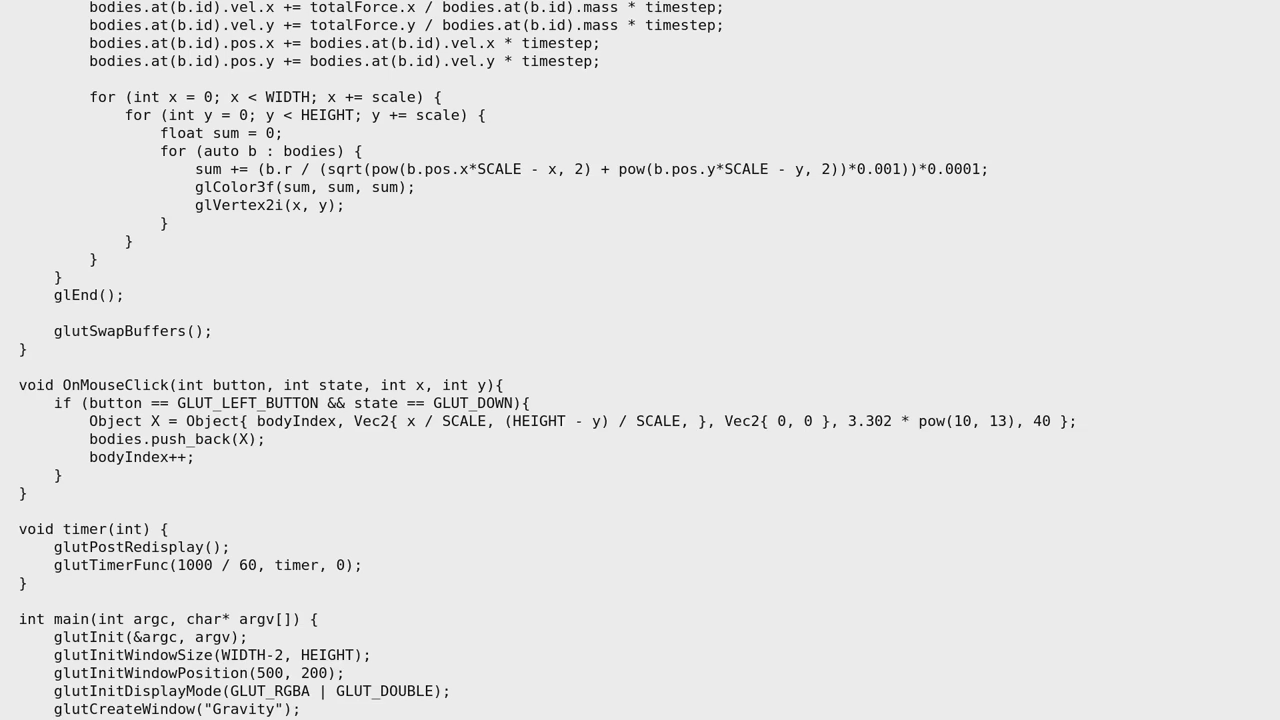 bodies.at(b.id).vel.x += totalForce.x / bodies.at(b.id).mass * timestep;
bodies.at(b.id).vel.y += totalForce.y / bodies.at(b.id).mass * timestep;
bodies.at(b.id).pos.x += bodies.at(b.id).vel.x * timestep;
bodies.at(b.id).pos.y += bodies.at(b.id).vel.y * timestep;
for (int x = 0; x < WIDTH; x += scale) {
for (int y = 0; y < HEIGHT; y += scale) {
float sum = 0;
for (auto b : bodies) {
sum += (b.r / (sqrt(pow(b.pos.x*SCALE - x, 2) + pow(b.pos.y*SCALE - y, 2))*0.001))*0.0001;
glColor3f(sum, sum, sum);
glVertex2i(x, y);
}
}
}
}
glEnd();
glutSwapBuffers();
}
void OnMouseClick(int button, int state, int x, int y){
if (button == GLUT_LEFT_BUTTON && state == GLUT_DOWN){
Object X = Object{ bodyIndex, Vec2{ x / SCALE, (HEIGHT - y) / SCALE, }, Vec2{ 0, 0 }, 3.302 * pow(10, 13), 40 };
bodies.push_back(X);
bodyIndex++;
}
}
void timer(int) {
glutPostRedisplay();
glutTimerFunc(1000 / 60, timer, 0);
}
int main(int argc, char* argv[]) {
glutInit(&argc, argv);
glutInitWindowSize(WIDTH-2, HEIGHT);
glutInitWindowPosition(500, 200);
glutInitDisplayMode(GLUT_RGBA | GLUT_DOUBLE);
glutCreateWindow("Gravity");